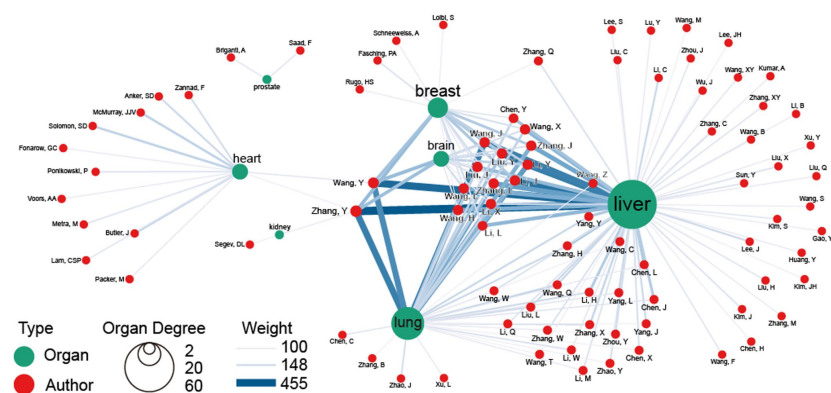 Loibl, S
Schneeweiss, A
Fasching, PA
Rugo, HS
Briganti, A
Saad, F
prostate
Zhang, Q
Lee, S
Lu, Y
Wang, M
Lee, JH
Liu, C
Zhou, J
Li, C
Wang, XY
Kumar, A
Wu, J
Zhang, XY
Li, B
Zhang, C
Wang, B
Xu, Y
Liu, X
Liu, Q
Sun, Y
Wang, S
Kim, S
Gao, Y
Lee, J
Huang, Y
Liu, H
Kim, JH
Kim, J
Zhang, M
Chen, H
Wang, F
Anker, SD
Zannad, F
McMurray, JJV
Solomon, SD
Fonarow, GC
Ponikowski, P
Voors, AA
Metra, M
Butler, J
Lam, CSP
Packer, M
heart
kidney
Segev, DL
breast
brain
Chen, Y
Wang, X
Wang, J
Zhang, J
Liu, Y
Wang, Y
Zhang, Y
Liu, J
Zhang, L
Wang, L
Wang, H
Li, X
Li, L
Wang, Z
liver
Yang, Y
Zhang, H
Wang, C
Chen, L
Wang, W
Wang, Q
Li, H
Yang, L
Chen, J
Liu, L
Li, Q
Zhang, W
Zhang, X
Yang, J
Zhou, Y
Wang, T
Li, W
Chen, X
Zhao, Y
Li, M
lung
Chen, C
Zhang, B
Zhao, J
Xu, L
Type
Organ
Author
Organ Degree
2
20
60
Weight
100
148
455